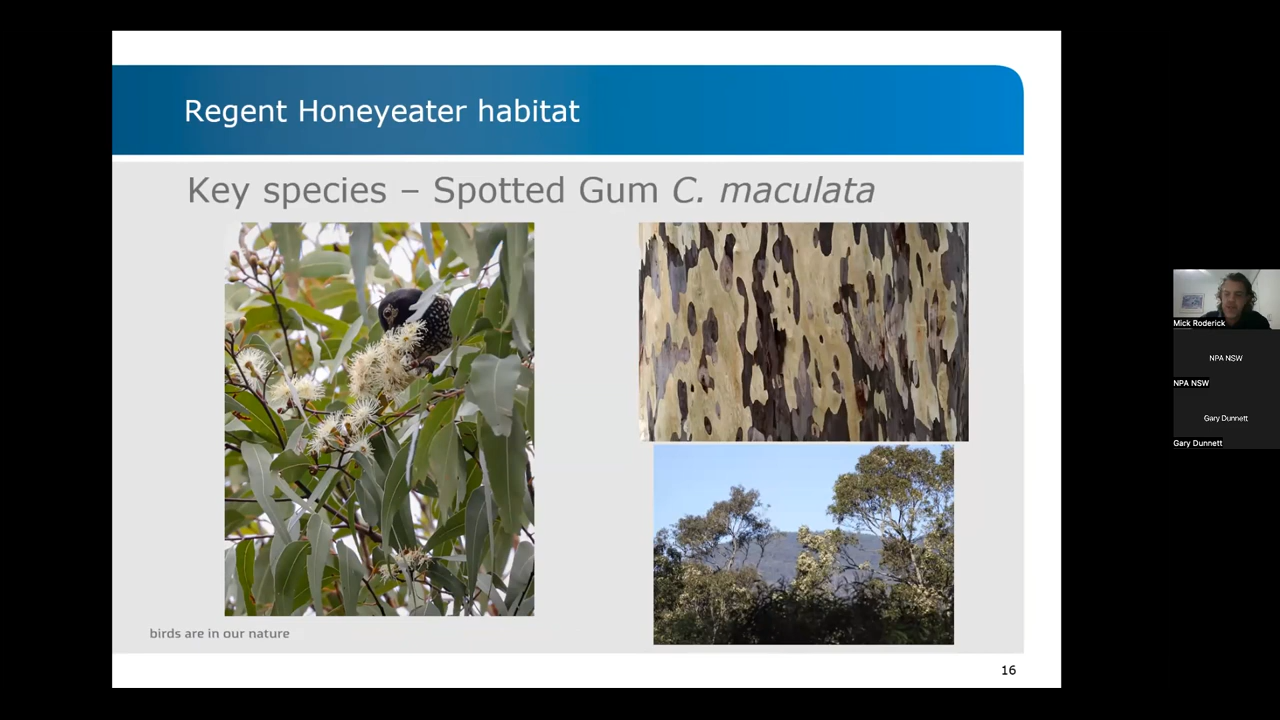 Regent Honeyeater habitat
Key species – Spotted Gum C. maculata
birds are in our nature
16
Mick Roderick
NPA NSW
NPA NSW
Gary Dunnett
Gary Dunnett